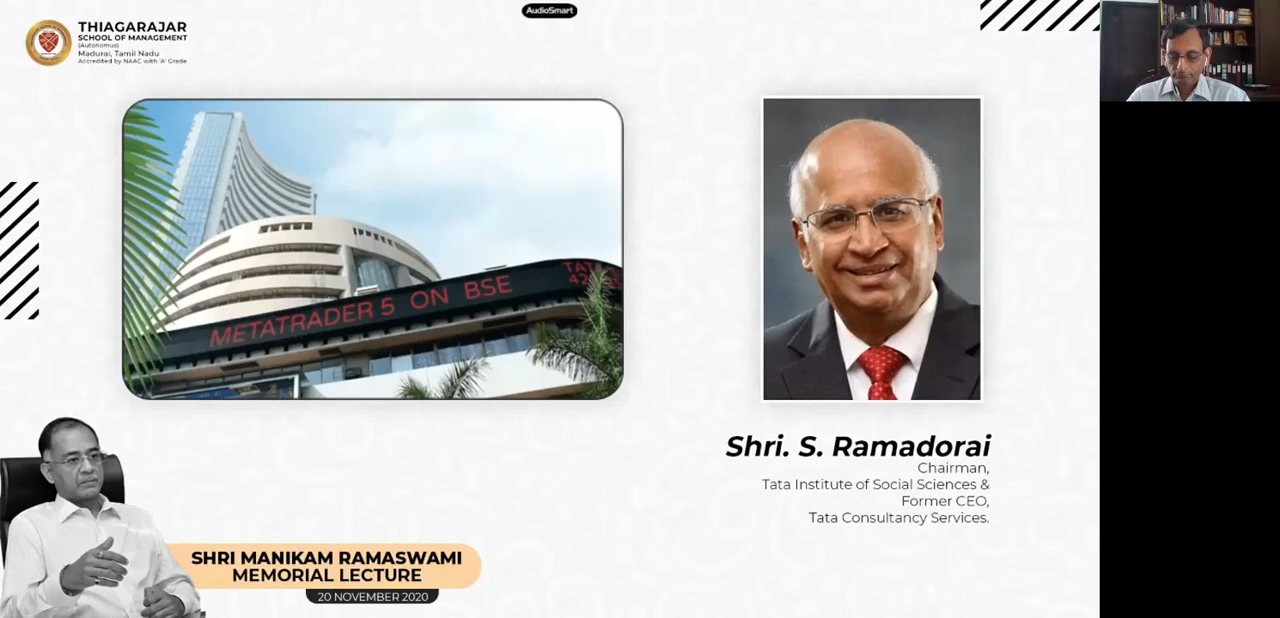 AudioSmart
THIAGARAJAR
SCHOOL OF MANAGEMENT
(Autonomus)
Madurai, Tamil Nadu
Accredited by NAAC with 'A' Grade
METATRADER 5 ON BSE
Shri. S. Ramadorai
Chairman,
Tata Institute of Social Sciences &
Former CEO,
Tata Consultancy Services.
SHRI MANIKAM RAMASWAMI
MEMORIAL LECTURE
20 NOVEMBER 2020